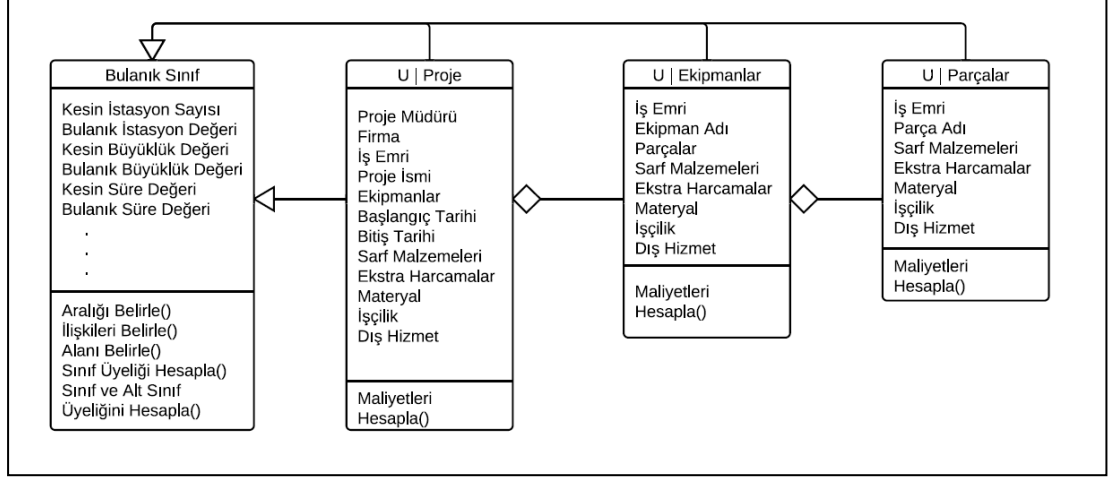 Bulanık Sınıf
Kesin İstasyon Sayısı
Bulanık İstasyon Değeri
Kesin Büyüklük Değeri
Bulanık Büyüklük Değeri
Kesin Süre Değeri
Bulanık Süre Değeri
.
.
.
Aralığı Belirle()
İlişkileri Belirle()
Alanı Belirle()
Sınıf Üyeliği Hesapla()
Sınıf ve Alt Sınıf
Üyeliğini Hesapla()
U | Proje
Proje Müdürü
Firma
İş Emri
Proje İsmi
Ekipmanlar
Başlangıç Tarihi
Bitiş Tarihi
Sarf Malzemeleri
Ekstra Harcamalar
Materyal
İşçilik
Dış Hizmet
Maliyetleri
Hesapla()
U | Ekipmanlar
İş Emri
Ekipman Adı
Parçalar
Sarf Malzemeleri
Ekstra Harcamalar
Materyal
İşçilik
Dış Hizmet
Maliyetleri
Hesapla()
U | Parçalar
İş Emri
Parça Adı
Sarf Malzemeleri
Ekstra Harcamalar
Materyal
İşçilik
Dış Hizmet
Maliyetleri
Hesapla()